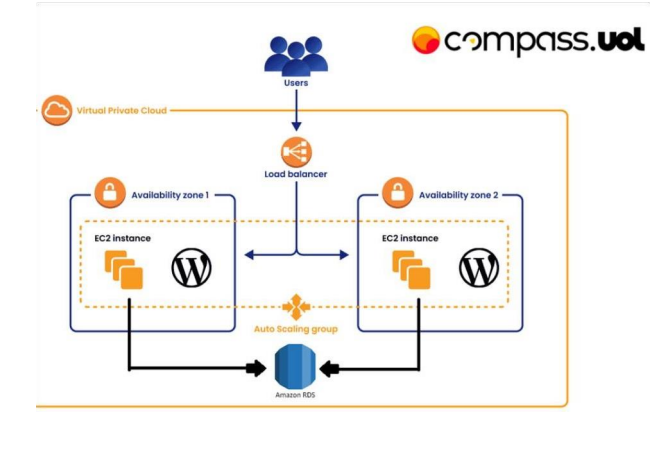 compass.uol
Users
Virtual Private Cloud
Load balancer
Availability zone 1
Availability zone 2
EC2 instance
EC2 instance
Auto Scaling group
Amazon RDS